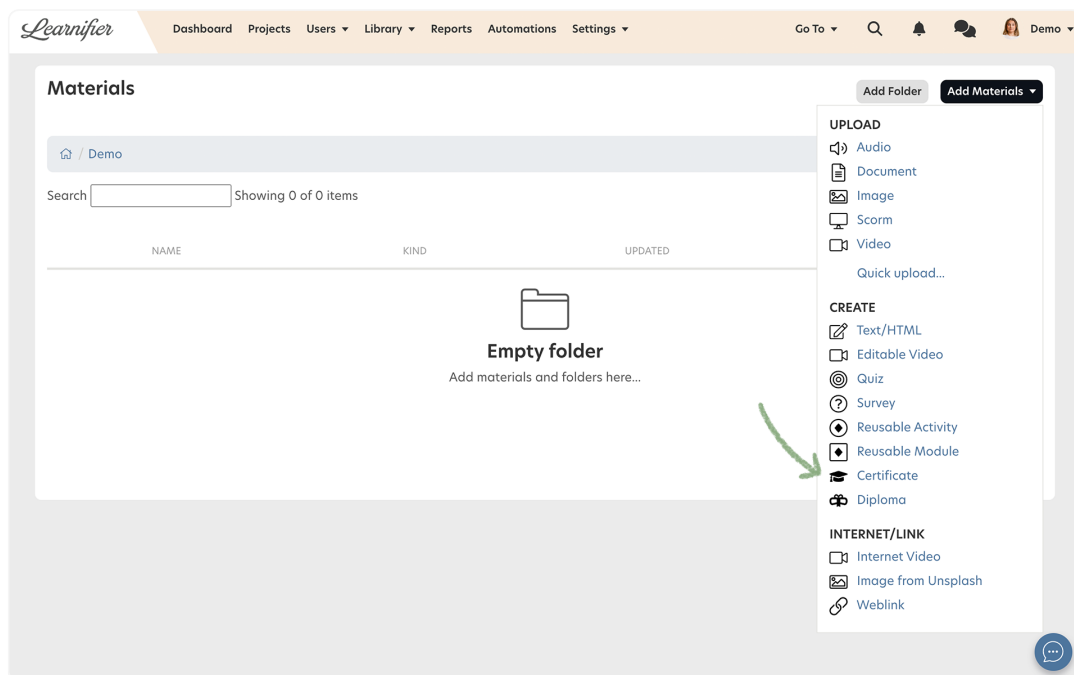 Learnifier Dashboard Projects Users Library Reports Automations Settings Go To Demo
Materials
Add Folder Add Materials
/ Demo
Search Showing 0 of 0 items
NAME KIND UPDATED
Empty folder
Add materials and folders here...
UPLOAD
Audio
Document
Image
Scorm
Video
Quick upload...
CREATE
Text/HTML
Editable Video
Quiz
Survey
Reusable Activity
Reusable Module
Certificate
Diploma
INTERNET/LINK
Internet Video
Image from Unsplash
Weblink